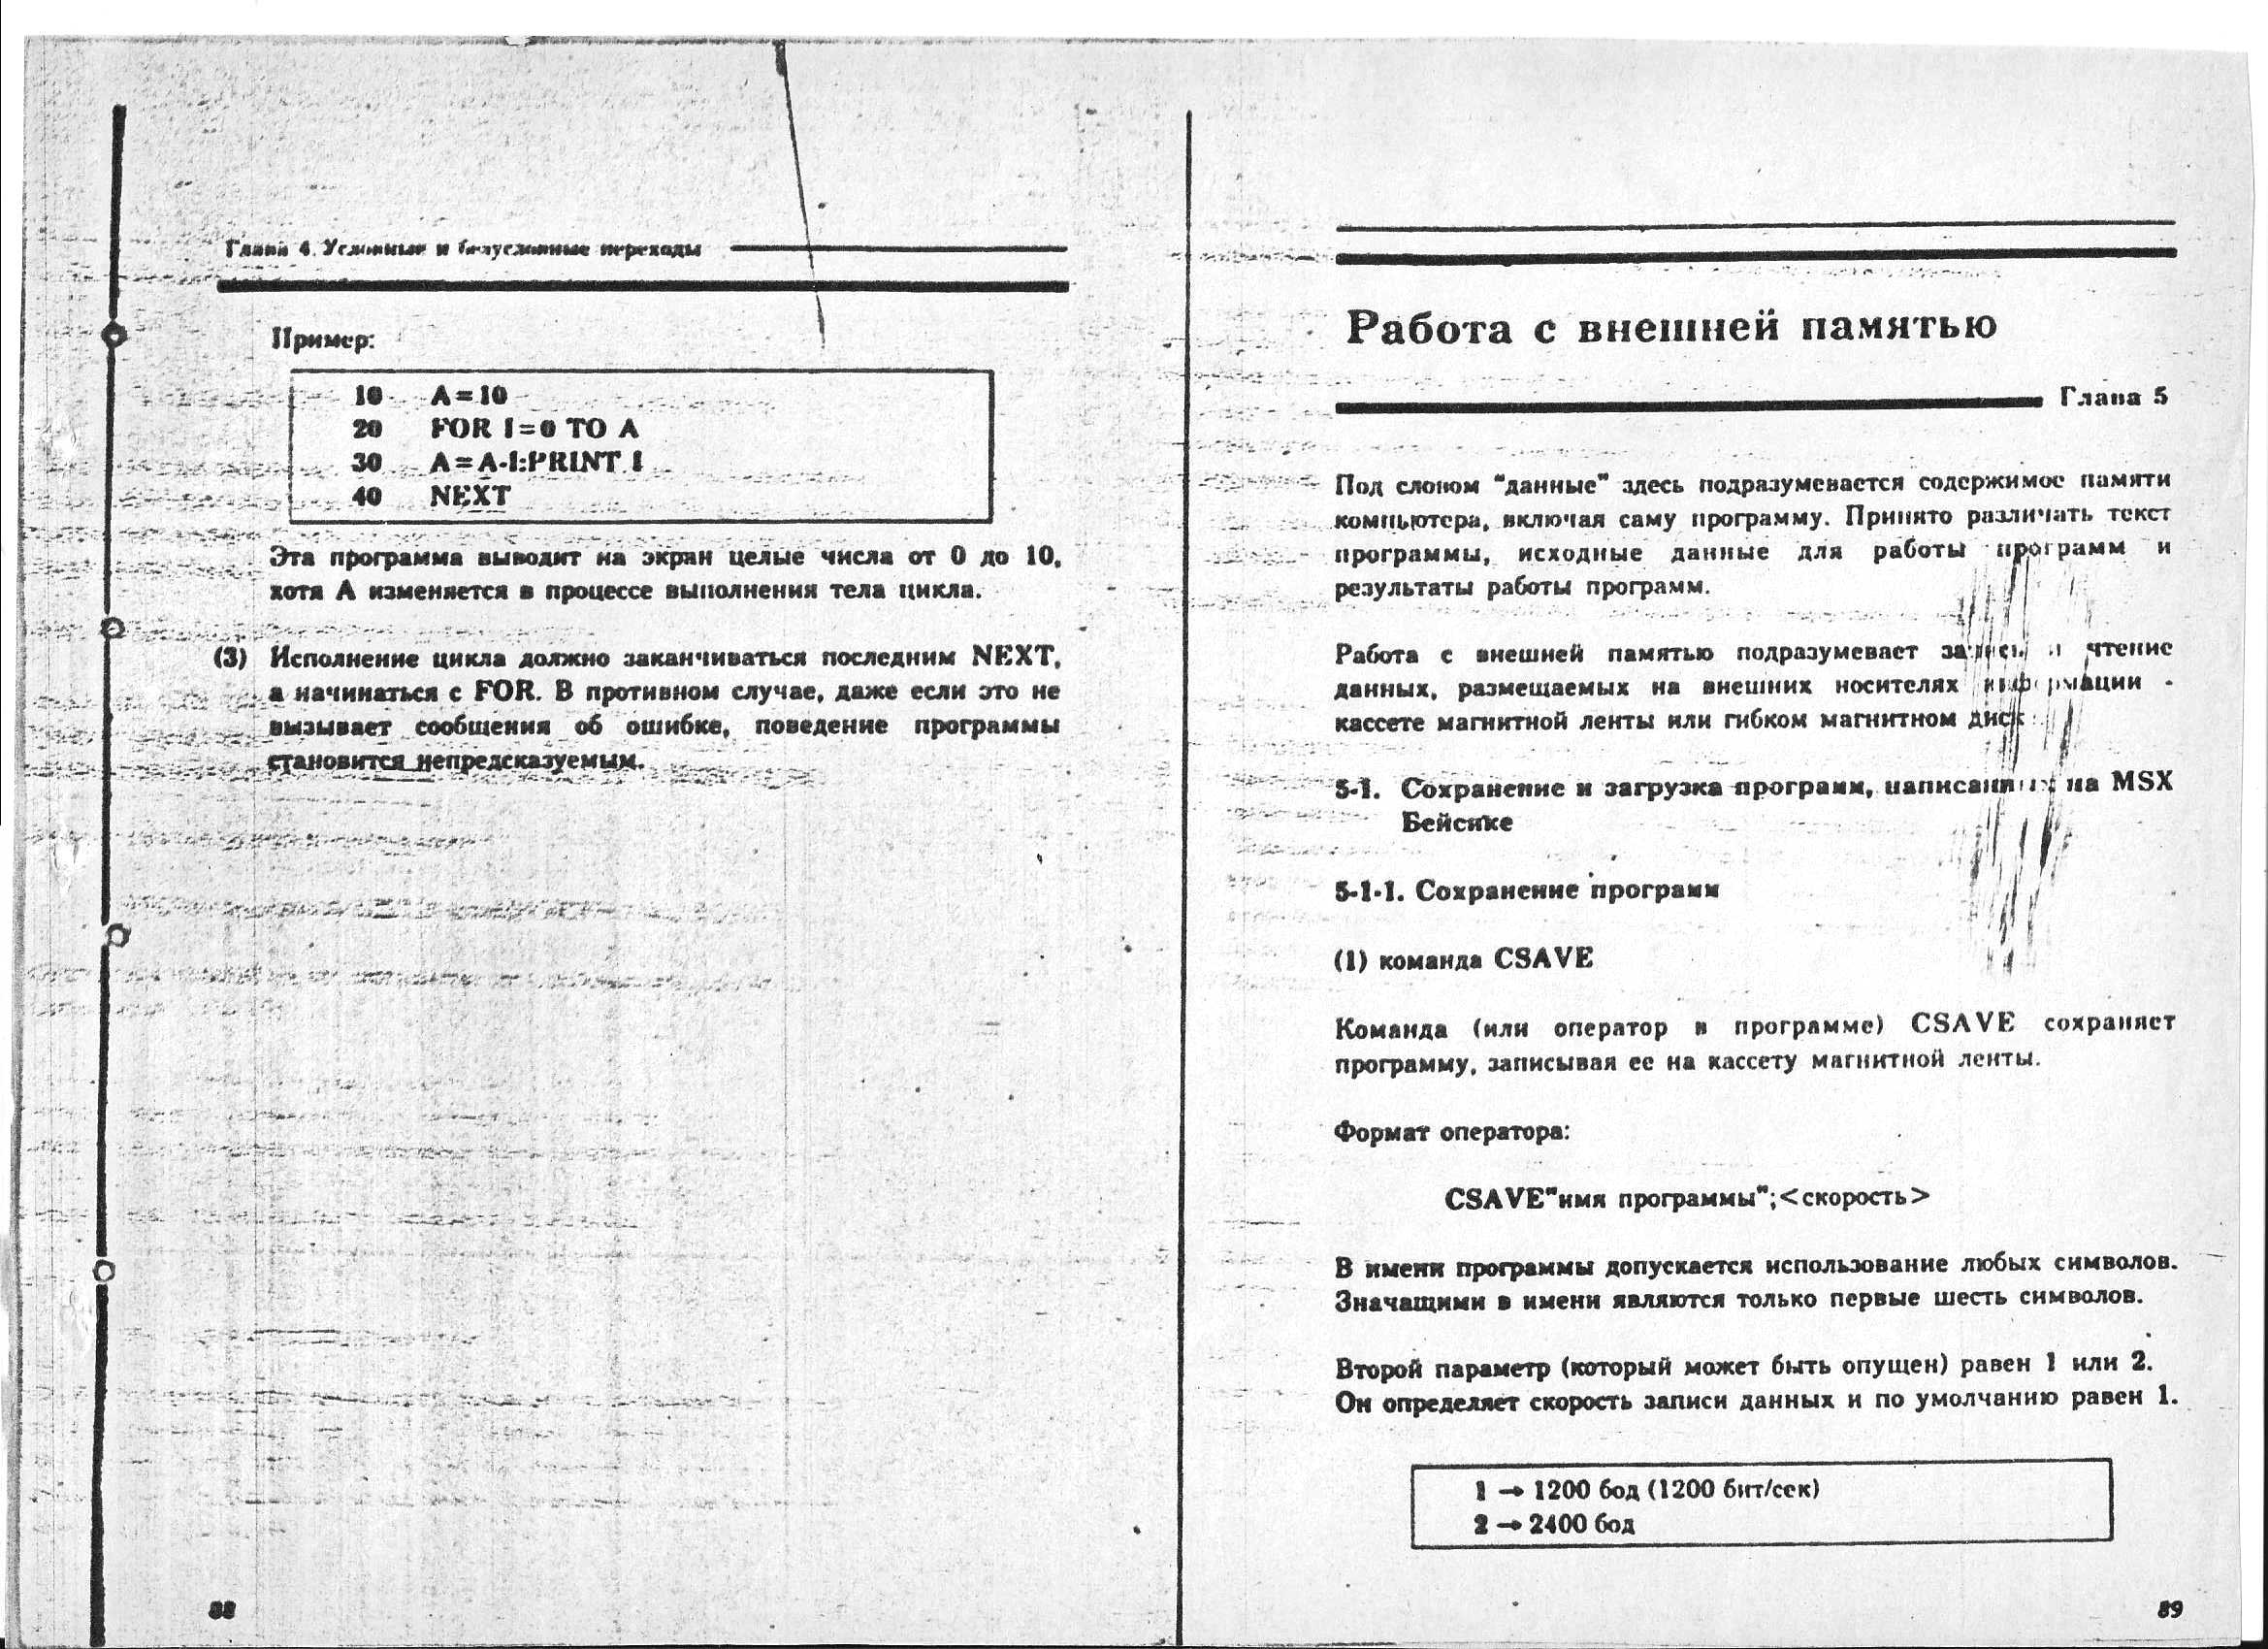 Глава 4. Условные и безусловные переходы
Пример:
10 A=10
20 FOR I=0 TO A
30 A=A-1:PRINT I
40 NEXT
Эта программа выводит на экран целые числа от 0 до 10,
хотя А изменяется в процессе выполнения тела цикла.
(3) Исполнение цикла должно заканчиваться последним NEXT,
а начинаться с FOR. В противном случае, даже если это не
вызывает сообщения об ошибке, поведение программы
становится непредсказуемым.
88
Работа с внешней памятью
Глава 5
Под словом "данные" здесь подразумевается содержимое памяти
компьютера, включая саму программу. Принято различать текст
программы, исходные данные для работы программ и
результаты работы программ.
Работа с внешней памятью подразумевает запись и чтение
данных, размещаемых на внешних носителях информации -
кассете магнитной ленты или гибком магнитном диске.
5-1. Сохранение и загрузка программ, написанных на MSX
Бейсике
5-1-1. Сохранение программ
(1) команда CSAVE
Команда (или оператор в программе) CSAVE сохраняет
программу, записывая ее на кассету магнитной ленты.
Формат оператора:
CSAVE"имя программы";<скорость>
В имени программы допускается использование любых символов.
Значащими в имени являются только первые шесть символов.
Второй параметр (который может быть опущен) равен 1 или 2.
Он определяет скорость записи данных и по умолчанию равен 1.
1 → 1200 бод (1200 бит/сек)
2 → 2400 бод
89